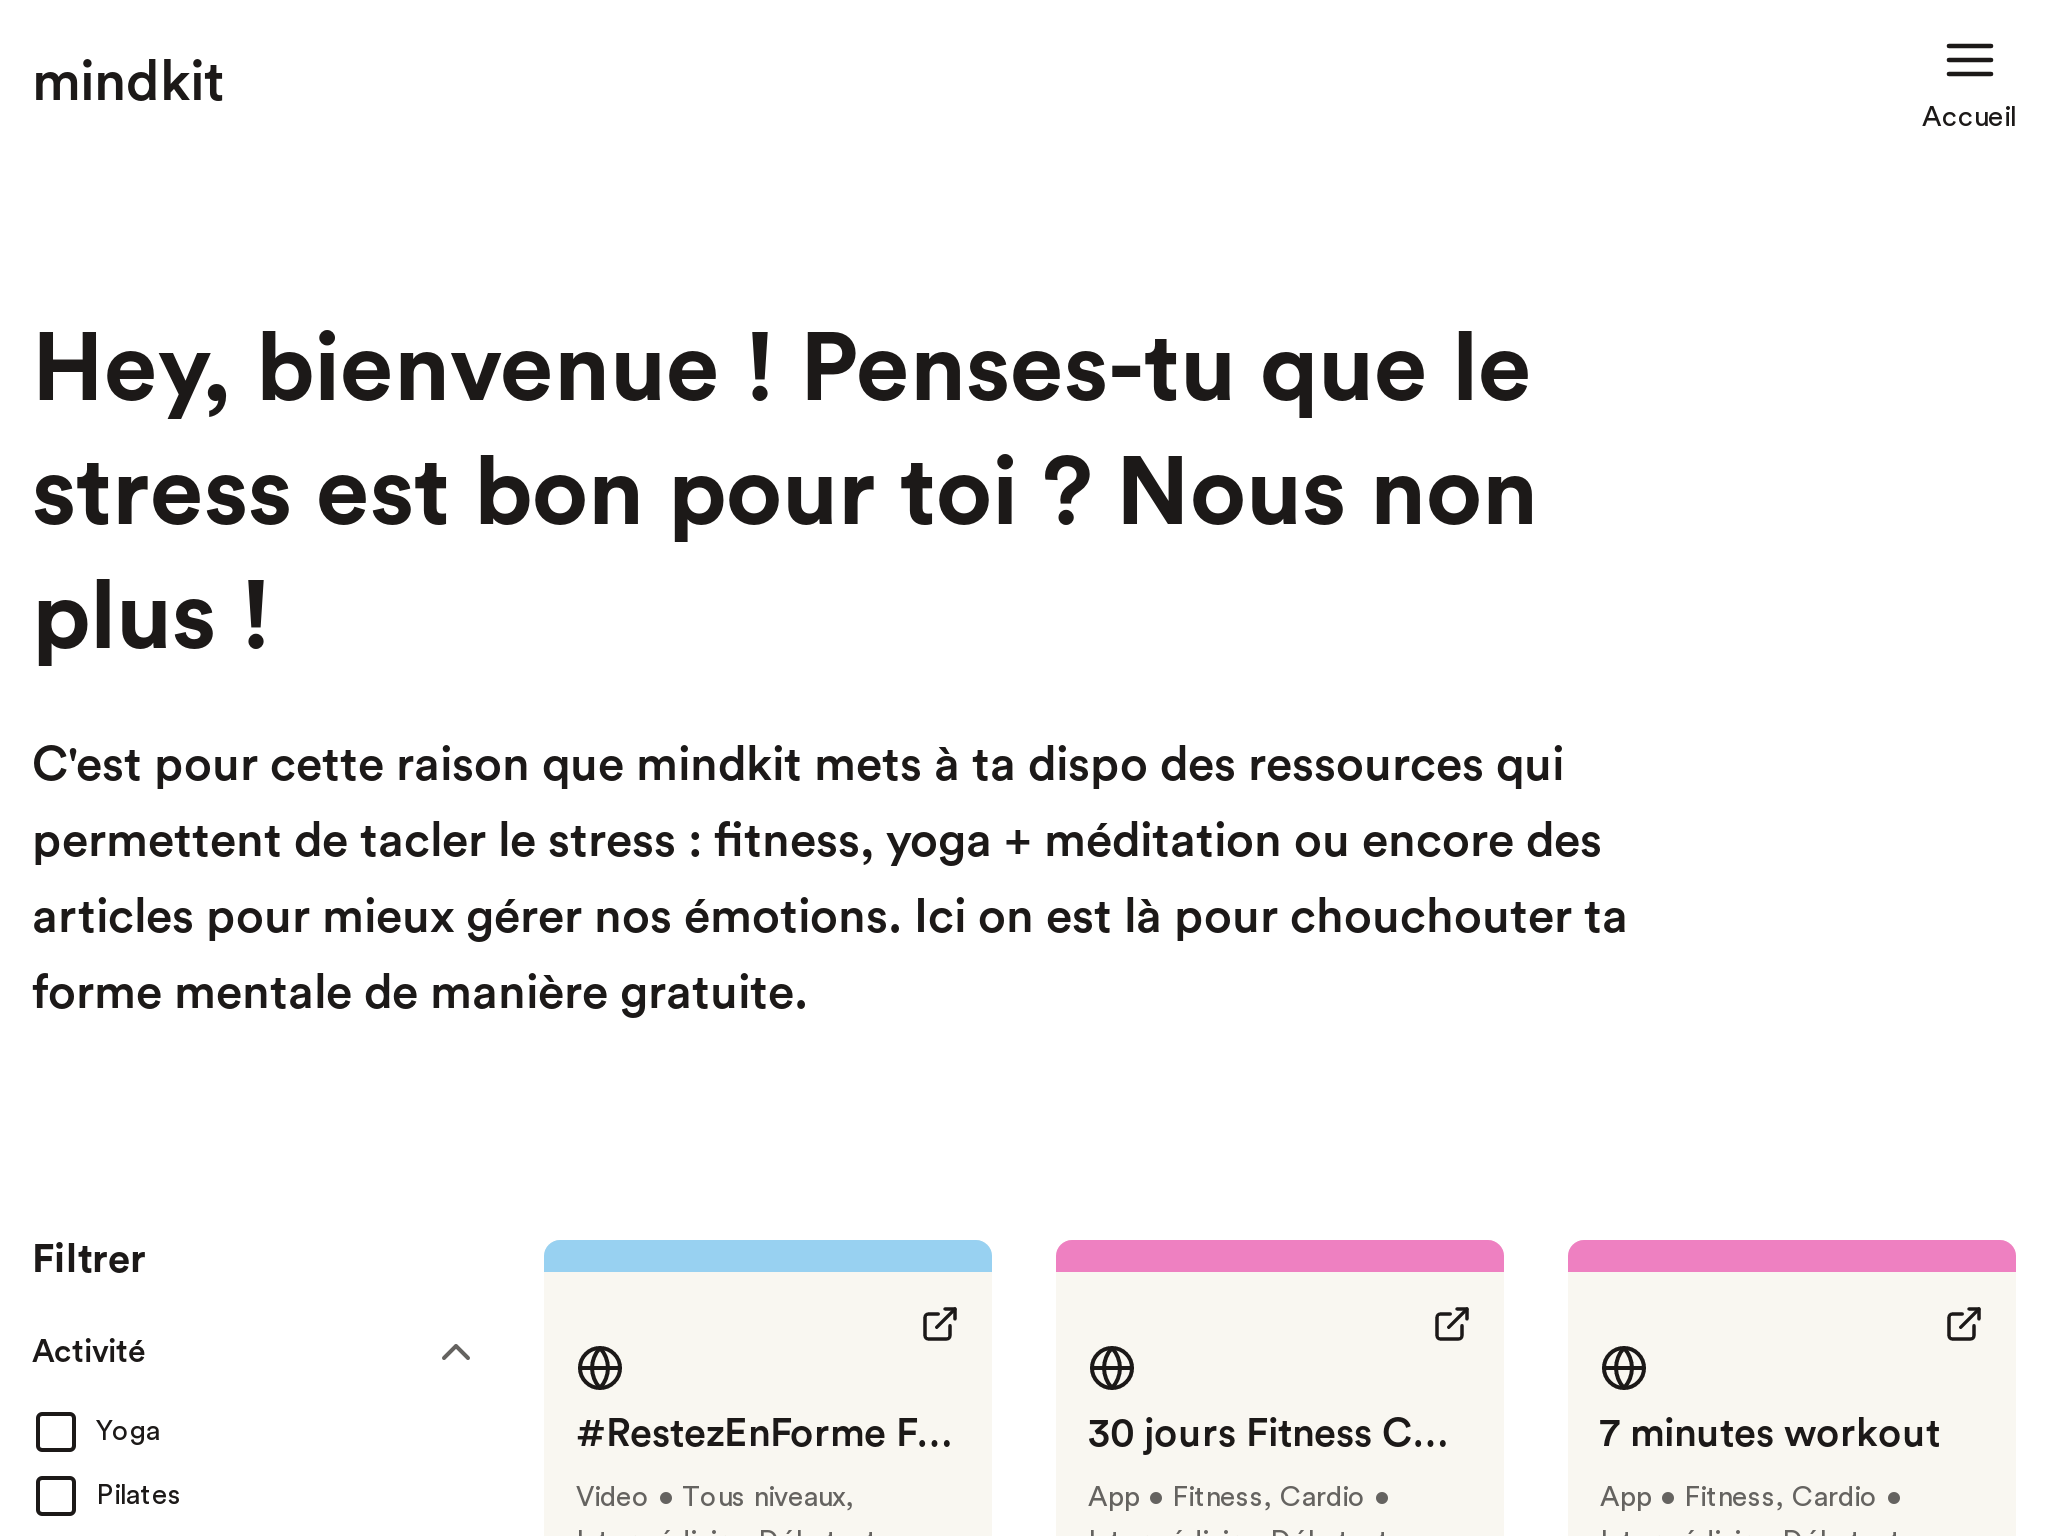 mindkit
Accueil
Hey, bienvenue ! Penses-tu que le
stress est bon pour toi ? Nous non
plus !
C'est pour cette raison que mindkit mets à ta dispo des ressources qui
permettent de tacler le stress : fitness, yoga + méditation ou encore des
articles pour mieux gérer nos émotions. Ici on est là pour chouchouter ta
forme mentale de manière gratuite.
Filtrer
Activité
Yoga
Pilates
#RestezEnForme F...
Video • Tous niveaux,
30 jours Fitness C...
App • Fitness, Cardio •
7 minutes workout
App • Fitness, Cardio •